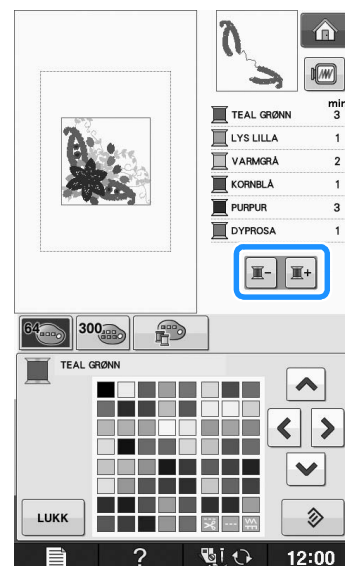 min
TEAL GRØNN 3
LYS LILLA 1
VARMGRÅ 2
KORNBLÅ 1
PURPUR 3
DYPROSA 1
- +
64 300
TEAL GRØNN
LUKK
? i 12:00